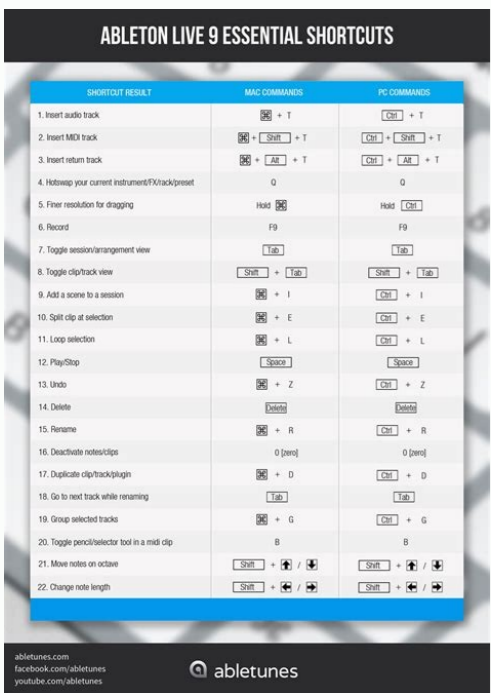 ABLETON LIVE 9 ESSENTIAL SHORTCUTS
SHORTCUT RESULT MAC COMMANDS PC COMMANDS
1. Insert audio track ⌘ + T Ctrl + T
2. Insert MIDI track ⌘ + Shift + T Ctrl + Shift + T
3. Insert return track ⌘ + Alt + T Ctrl + Alt + T
4. Hotswap your current instrument/FX/rack/preset Q Q
5. Finer resolution for dragging Hold ⌘ Hold Ctrl
6. Record F9 F9
7. Toggle session/arrangement view Tab Tab
8. Toggle clip/track view Shift + Tab Shift + Tab
9. Add a scene to a session ⌘ + I Ctrl + I
10. Split clip at selection ⌘ + E Ctrl + E
11. Loop selection ⌘ + L Ctrl + L
12. Play/Stop Space Space
13. Undo ⌘ + Z Ctrl + Z
14. Delete Delete Delete
15. Rename ⌘ + R Ctrl + R
16. Deactivate notes/clips 0 [zero] 0 [zero]
17. Duplicate clip/track/plugin ⌘ + D Ctrl + D
18. Go to next track while renaming Tab Tab
19. Group selected tracks ⌘ + G Ctrl + G
20. Toggle pencil/selector tool in a midi clip B B
21. Move notes on octave Shift + ↑ / ↓ Shift + ↑ / ↓
22. Change note length Shift + ← / → Shift + ← / →
abletunes.com
facebook.com/abletunes
youtube.com/abletunes
abletunes